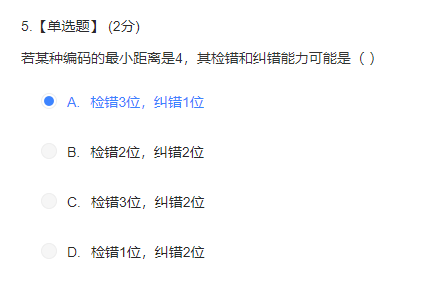 5.【单选题】 (2分)
若某种编码的最小距离是4，其检错和纠错能力可能是（ ）
A. 检错3位，纠错1位
B. 检错2位，纠错2位
C. 检错3位，纠错2位
D. 检错1位，纠错2位